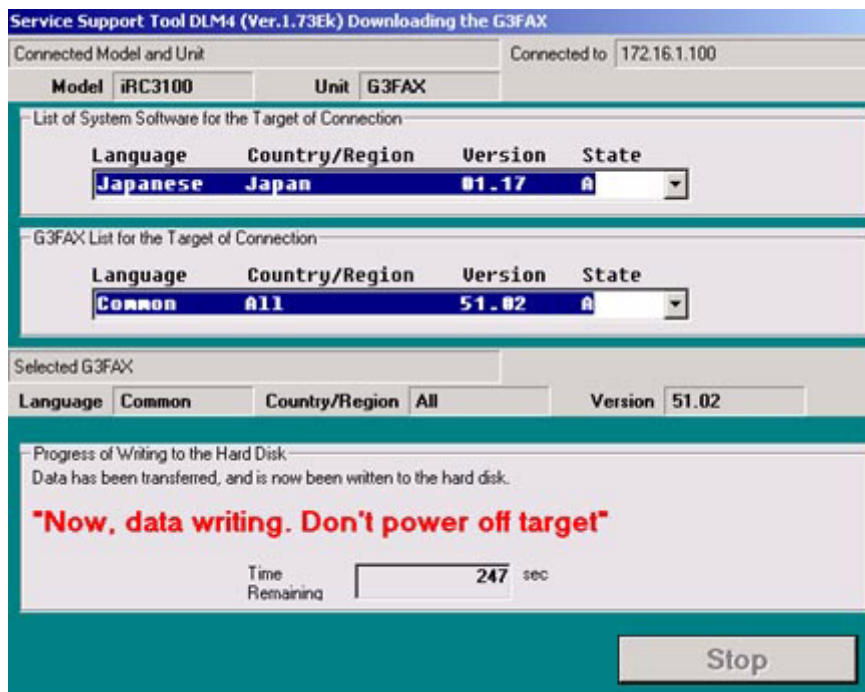 Service Support Tool DLM4 (Ver.1.73Ek) Downloading the G3FAX
Connected Model and Unit Connected to 172.16.1.100
Model iRC3100 Unit G3FAX
List of System Software for the Target of Connection
Language Country/Region Version State
Japanese Japan 01.17 A
G3FAX List for the Target of Connection
Language Country/Region Version State
Common All 51.02 A
Selected G3FAX
Language Common Country/Region All Version 51.02
Progress of Writing to the Hard Disk
Data has been transferred, and is now been written to the hard disk.
"Now, data writing. Don't power off target"
Time Remaining 247 sec
Stop